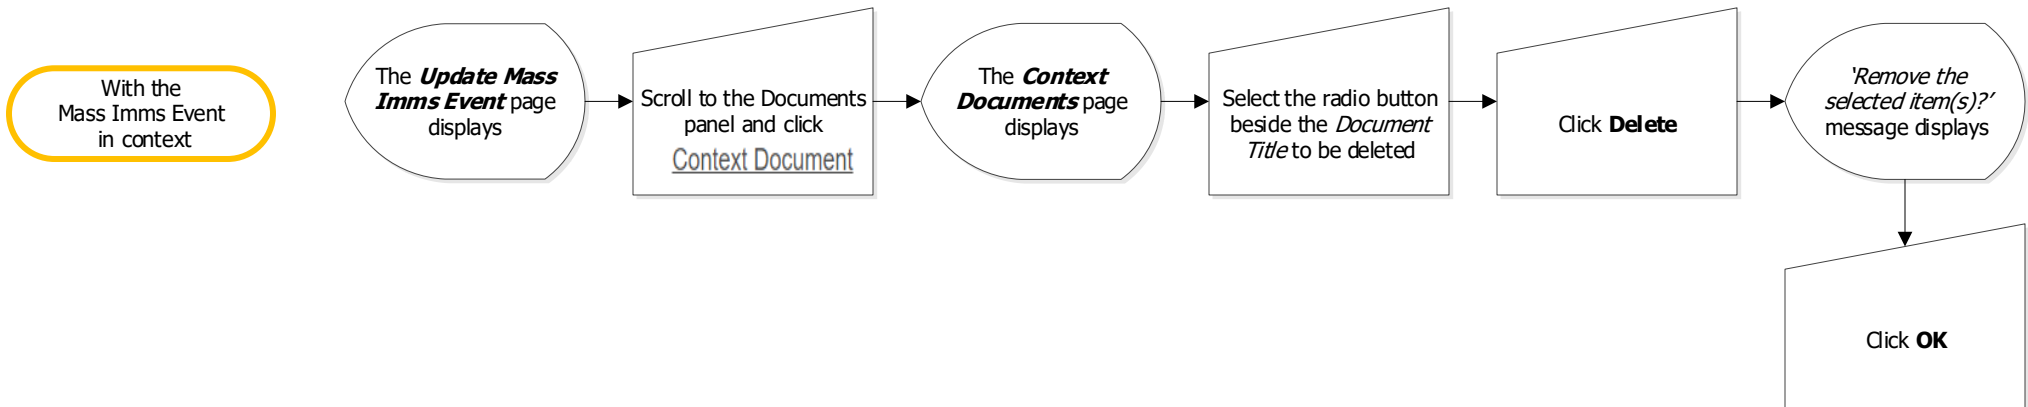 With the
Mass Imms Event
in context
The Update Mass
Imms Event page
displays
Scroll to the Documents
panel and click
Context Document
The Context
Documents page
displays
Select the radio button
beside the Document
Title to be deleted
Click Delete
‘Remove the
selected item(s)?’
message displays
Click OK